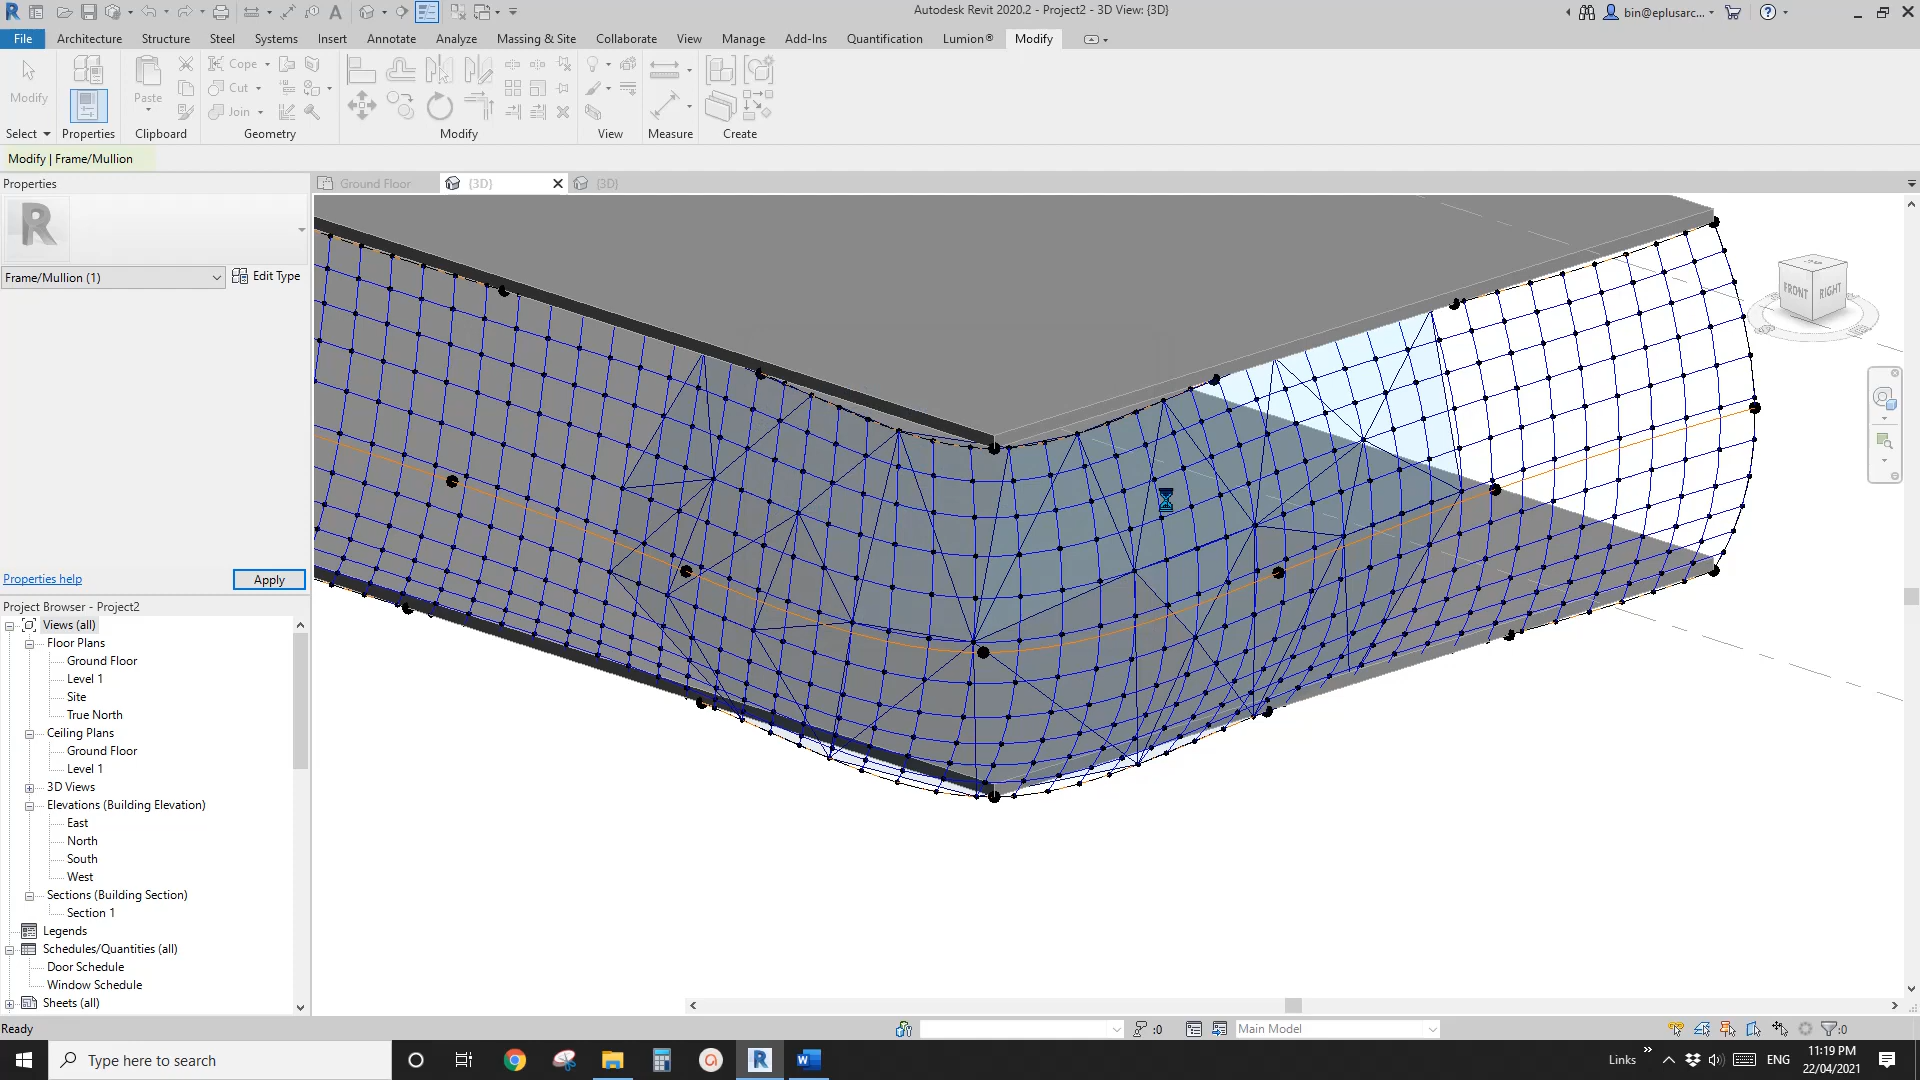 Autodesk Revit 2020.2 - Project2 - 3D View: {3D}
bin@eplusarc...
File Architecture Structure Steel Systems Insert Annotate Analyze Massing & Site Collaborate View Manage Add-Ins Quantification Lumion® Modify
Modify
Paste
Cope
Cut
Join
Select
Properties
Clipboard
Geometry
Modify
View
Measure
Create
Modify | Frame/Mullion
Properties
Ground Floor
{3D}
{3D}
R
Frame/Mullion (1)
Edit Type
FRONT
RIGHT
Properties help
Apply
Project Browser - Project2
Views (all)
Floor Plans
Ground Floor
Level 1
Site
True North
Ceiling Plans
Ground Floor
Level 1
3D Views
Elevations (Building Elevation)
East
North
South
West
Sections (Building Section)
Section 1
Legends
Schedules/Quantities (all)
Door Schedule
Window Schedule
Sheets (all)
Ready
:0
Main Model
:0
Type here to search
Links
ENG
11:19 PM
22/04/2021